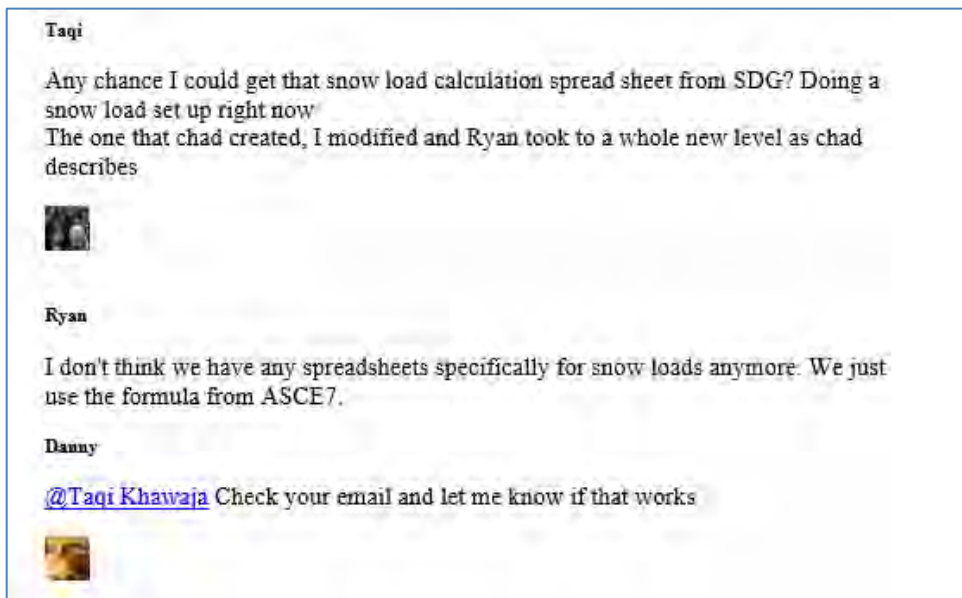 Taqi
Any chance I could get that snow load calculation spread sheet from SDG? Doing a
snow load set up right now
The one that chad created, I modified and Ryan took to a whole new level as chad
describes
Ryan
I don't think we have any spreadsheets specifically for snow loads anymore. We just
use the formula from ASCE7.
Danny
@Taqi Khawaja Check your email and let me know if that works